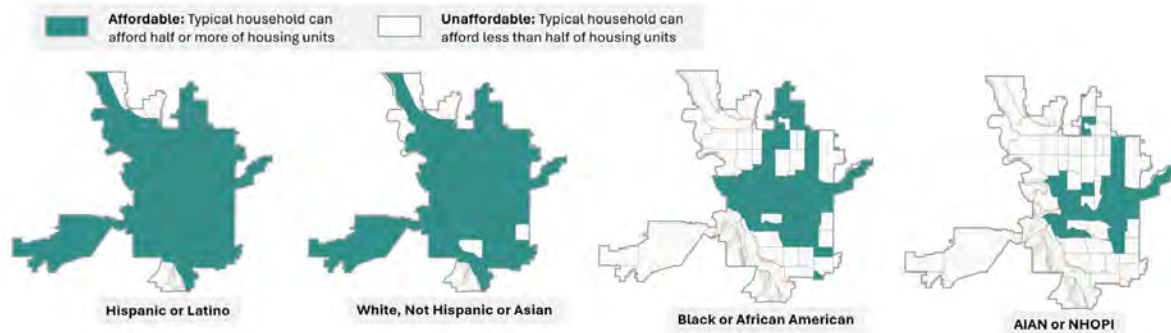 Affordable: Typical household can
afford half or more of housing units
Unaffordable: Typical household can
afford less than half of housing units
Hispanic or Latino
White, Not Hispanic or Asian
Black or African American
AIAN or NHOPI